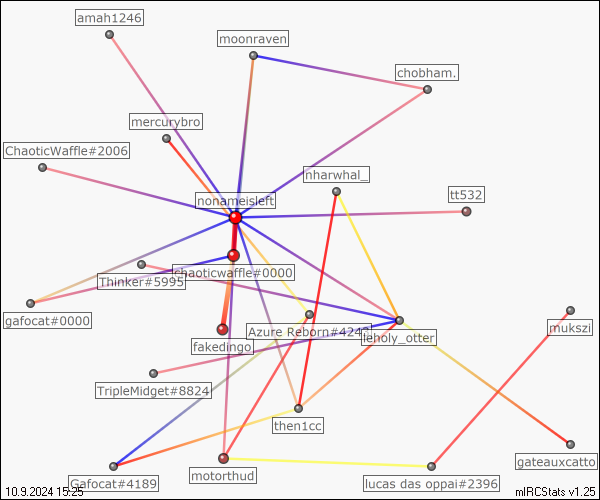 amah1246
moonraven
chobham.
mercurybro
ChaoticWaffle#2006
nharwhal_
tt532
nonameisleft
chaoticwaffle#0000
Thinker#5995
gafocat#0000
Azure Reborn#4242
mukszi
leholy_otter
fakedingo
TripleMidget#8824
then1cc
gateauxcatto
motorthud
Gafocat#4189
lucas das oppai#2396
10.9.2024 15:25
mIRCStats v1.25